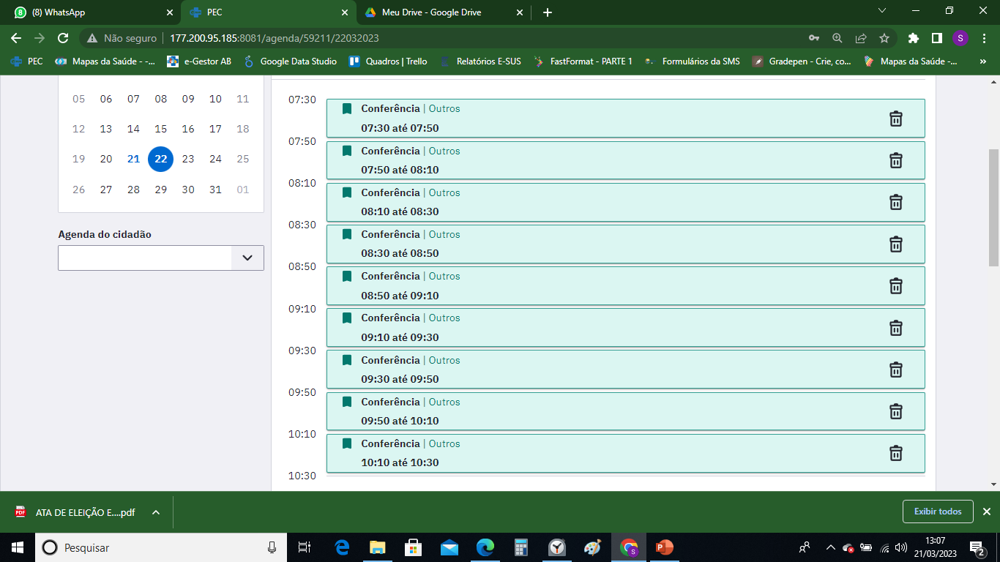 (8) WhatsApp
PEC
Meu Drive - Google Drive
Não seguro | 177.200.95.185:8081/agenda/59211/22032023
S
PEC
Mapas da Saúde - -...
e-Gestor AB
Google Data Studio
Quadros | Trello
Relatórios E-SUS
FastFormat - PARTE 1
Formulários da SMS
Gradepen - Crie, co...
Mapas da Saúde -...
»
05 06 07 08 09 10 11
12 13 14 15 16 17 18
19 20 21 22 23 24 25
26 27 28 29 30 31 01
Agenda do cidadão
07:30
Conferência | Outros
07:30 até 07:50
07:50
Conferência | Outros
07:50 até 08:10
08:10
Conferência | Outros
08:10 até 08:30
08:30
Conferência | Outros
08:30 até 08:50
08:50
Conferência | Outros
08:50 até 09:10
09:10
Conferência | Outros
09:10 até 09:30
09:30
Conferência | Outros
09:30 até 09:50
09:50
Conferência | Outros
09:50 até 10:10
10:10
Conferência | Outros
10:10 até 10:30
10:30
PDF
ATA DE ELEIÇÃO E....pdf
Exibir todos
Pesquisar
13:07
21/03/2023
2